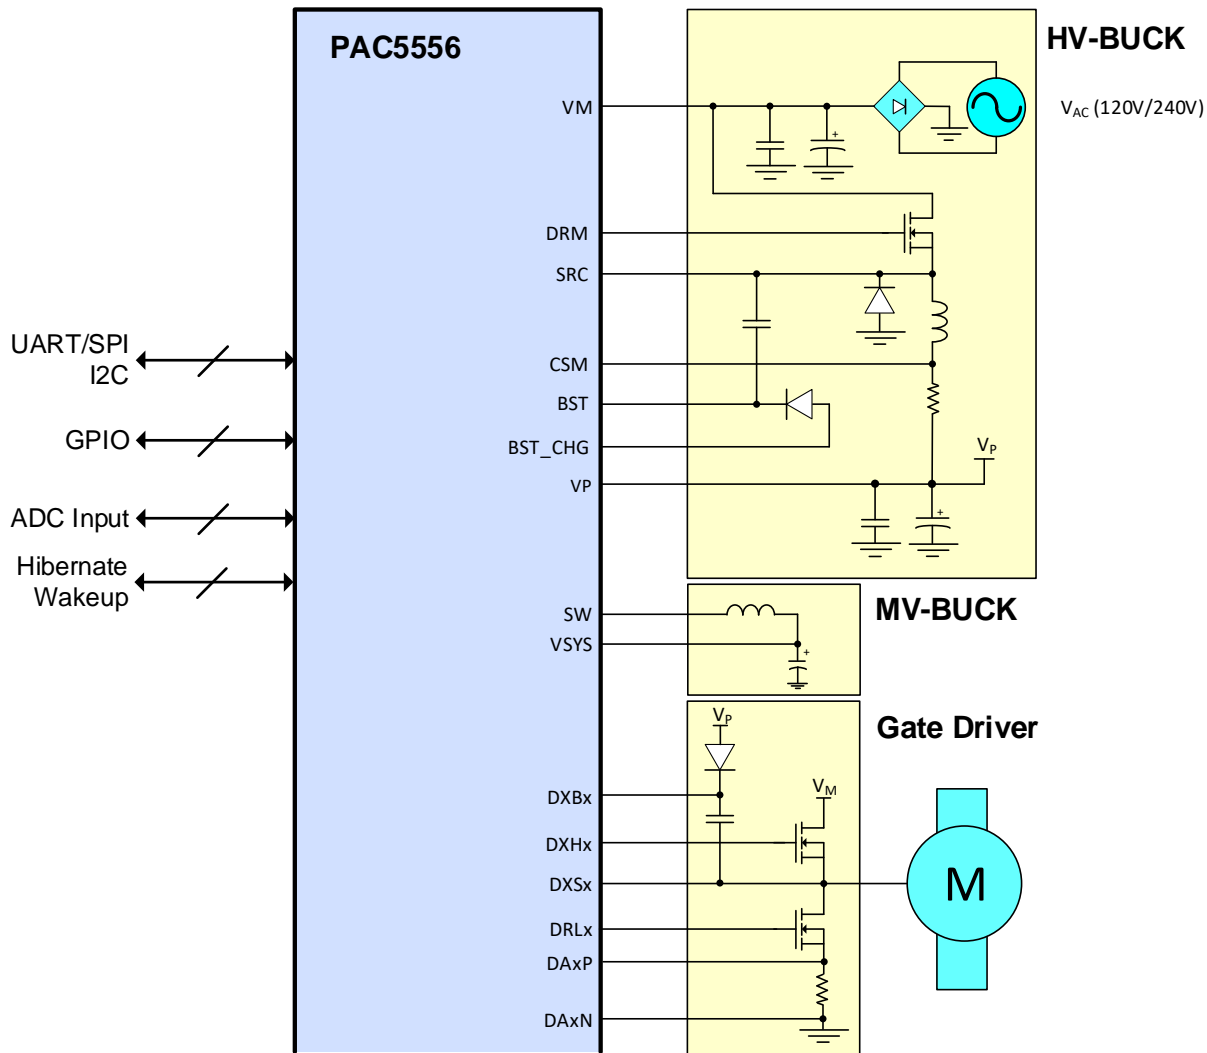 PAC5556
HV-BUCK
VM
VAC (120V/240V)
+
DRM
SRC
UART/SPI
I2C
CSM
BST
GPIO
BST_CHG
VP
VP
+
ADC Input
Hibernate
Wakeup
SW
MV-BUCK
VSYS
+
VP
Gate Driver
VM
DXBx
DXHx
DXSx
M
DRLx
DAxP
DAxN